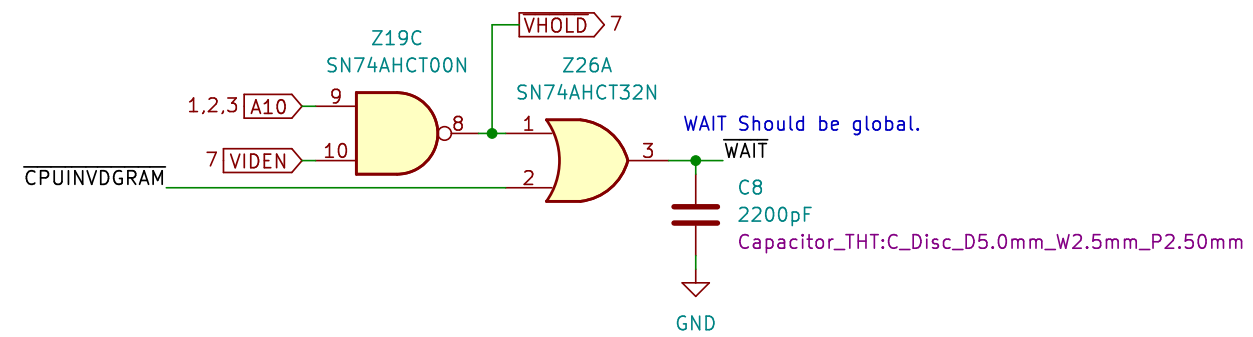 VHOLD 7
Z19C
SN74AHCT00N
Z26A
SN74AHCT32N
1,2,3 A10 9
8
1
WAIT Should be global.
7 VIDEN 10
3
WAIT
CPUINVDGRAM
2
C8
2200pF
Capacitor_THT:C_Disc_D5.0mm_W2.5mm_P2.50mm
GND